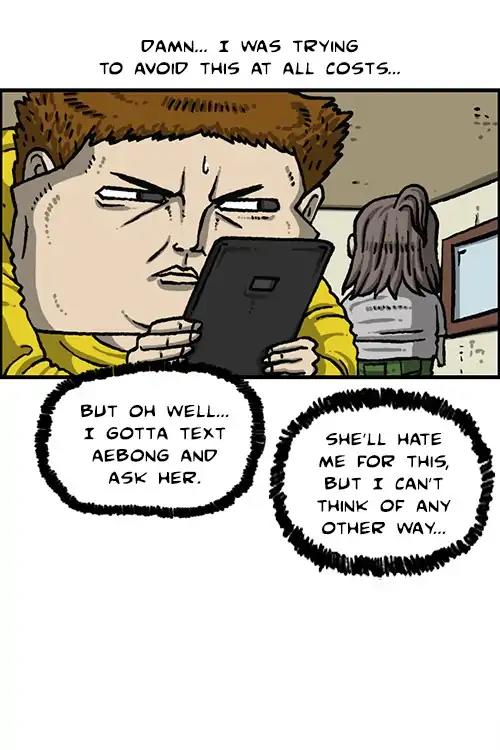 DAMN... I WAS TRYING
TO AVOID THIS AT ALL COSTS...
BUT OH WELL...
I GOTTA TEXT
AEBONG AND
ASK HER.
SHE'LL HATE
ME FOR THIS,
BUT I CAN'T
THINK OF ANY
OTHER WAY...